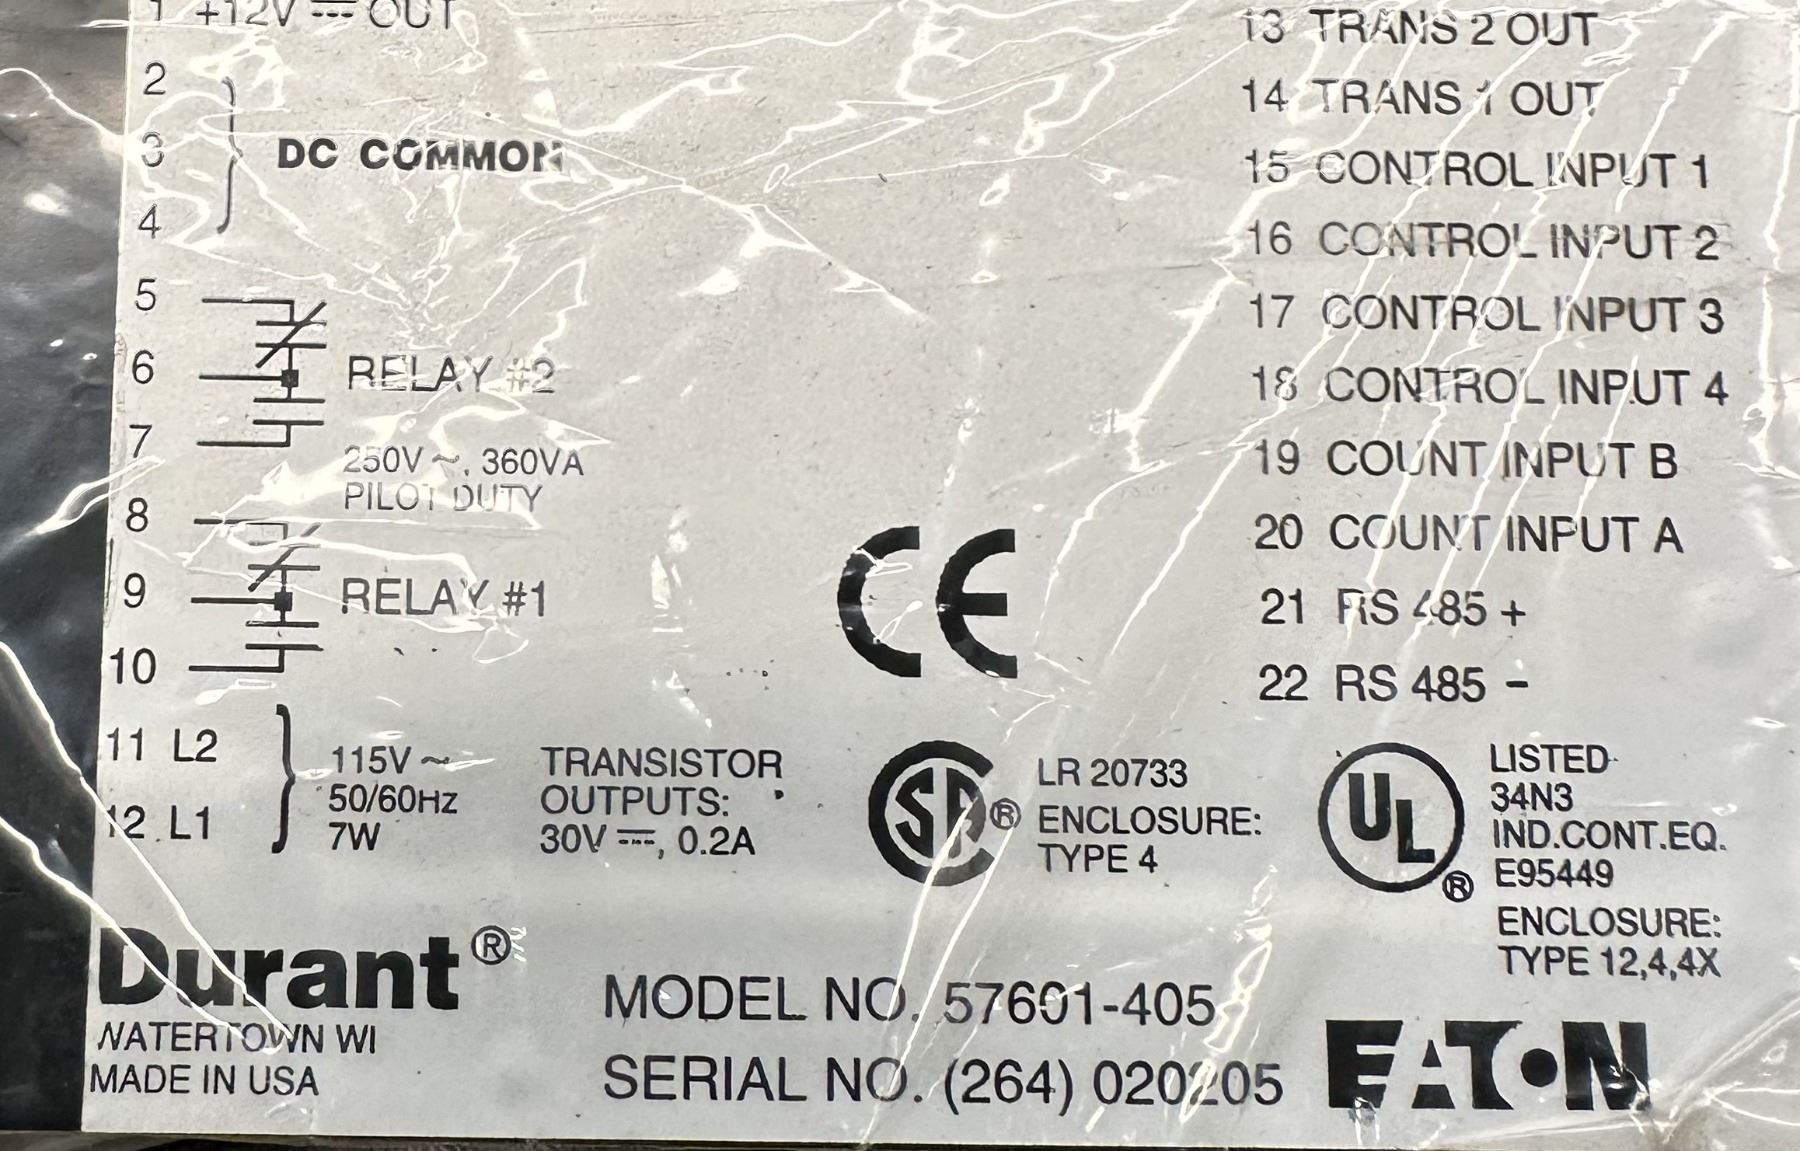 1 +12V ⎓ OUT
2
3 DC COMMON
4
5
6 RELAY #2
7
250V ~, 360VA
PILOT DUTY
8
9 RELAY #1
10
11 L2
12 L1
115V ~
50/60Hz
7W
TRANSISTOR
OUTPUTS:
30V ⎓, 0.2A
13 TRANS 2 OUT
14 TRANS 1 OUT
15 CONTROL INPUT 1
16 CONTROL INPUT 2
17 CONTROL INPUT 3
18 CONTROL INPUT 4
19 COUNT INPUT B
20 COUNT INPUT A
21 RS 485 +
22 RS 485 -
CE
SA®
LR 20733
ENCLOSURE:
TYPE 4
UL®
LISTED
34N3
IND.CONT.EQ.
E95449
ENCLOSURE:
TYPE 12,4,4X
Durant®
WATERTOWN WI
MADE IN USA
MODEL NO. 57601-405
SERIAL NO. (264) 020205
EATON